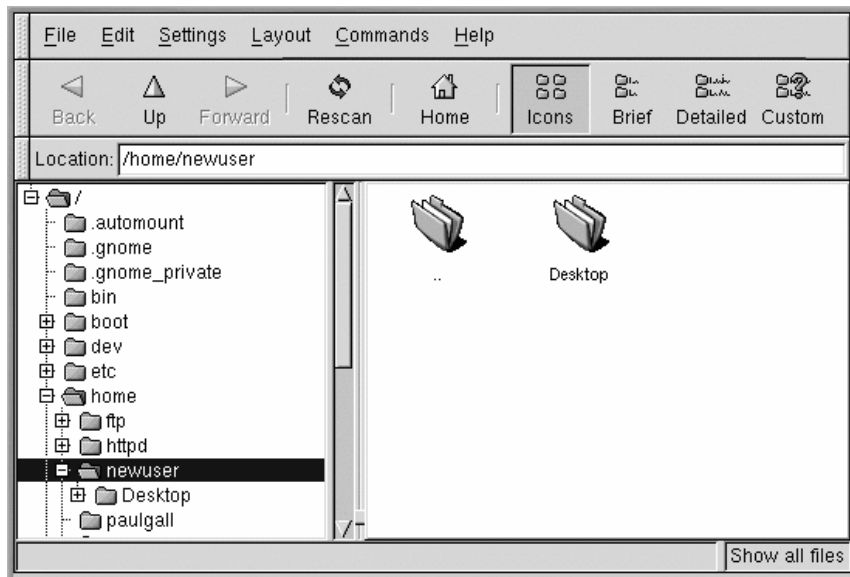 File Edit Settings Layout Commands Help
Back Up Forward Rescan Home Icons Brief Detailed Custom
Location: /home/newuser
/
.automount
.gnome
.gnome_private
bin
boot
dev
etc
home
ftp
httpd
newuser
Desktop
paulgall
.. Desktop
Show all files